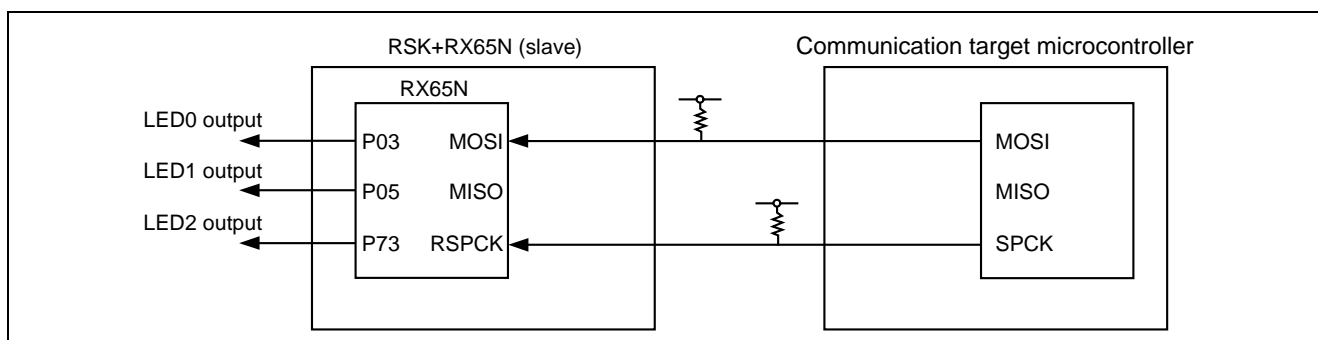 RSK+RX65N (slave)
Communication target microcontroller
RX65N
LED0 output
P03
MOSI
MOSI
LED1 output
P05
MISO
MISO
LED2 output
P73
RSPCK
SPCK